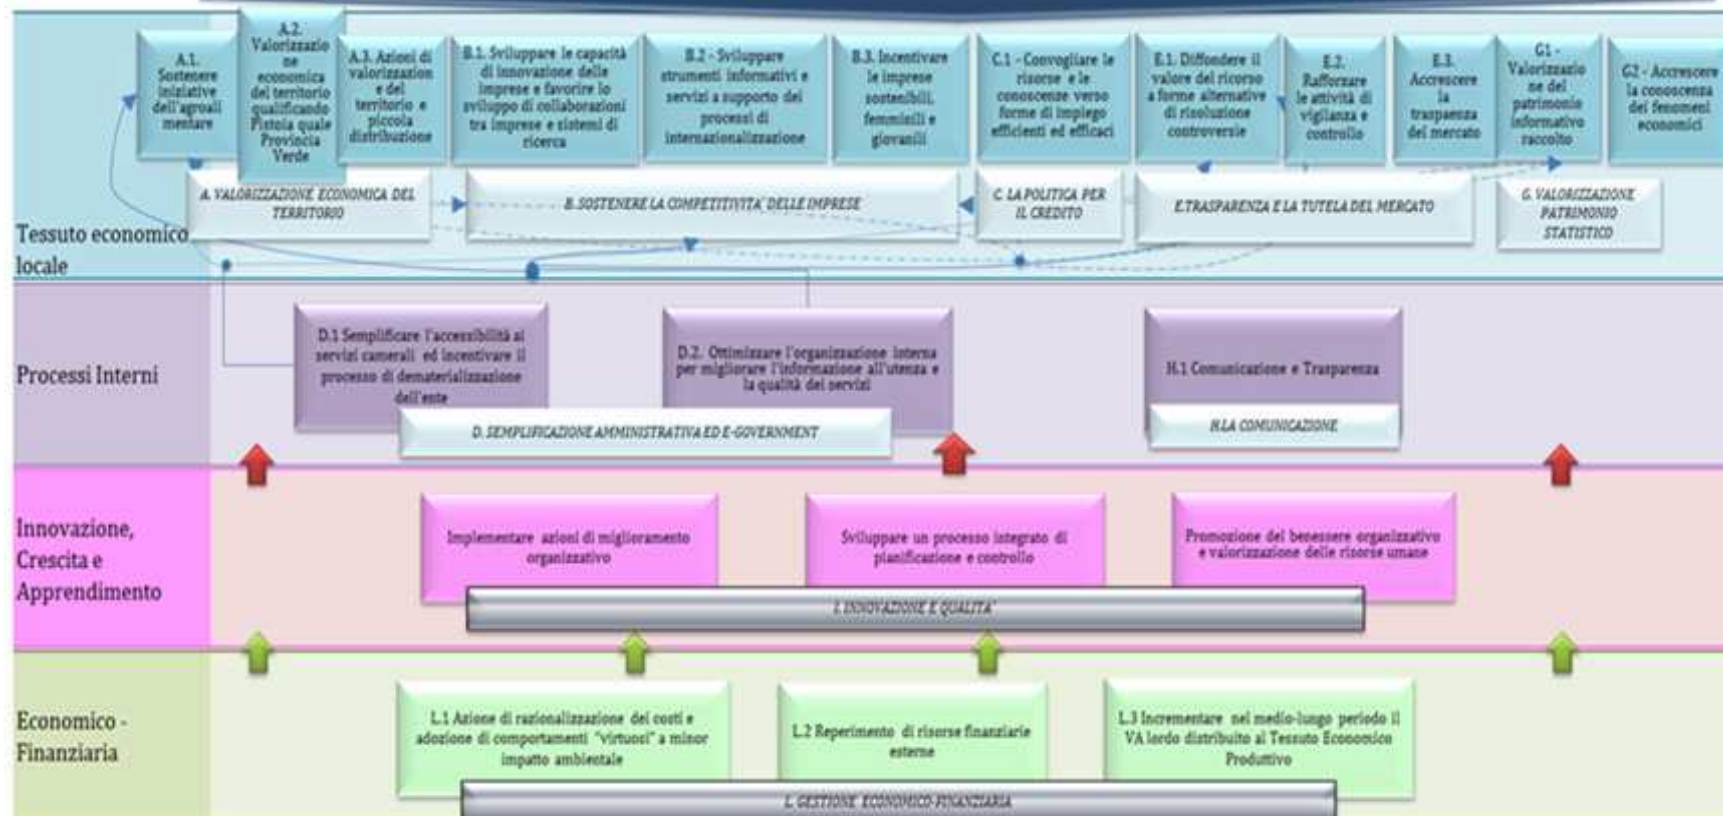 A.1.
Sostenere
iniziative
dell'agroali
mentare
A.2.
Valorizzazio
ne
economica
del territorio
qualificando
Pistoia quale
Provincia
Verde
A.3. Azioni di
valorizzazion
e del
territorio e
piccola
distribuzione
B.1. Sviluppare le capacità
di innovazione delle
imprese e favorire lo
sviluppo di collaborazioni
tra imprese e sistemi di
ricerca
B.2 - Sviluppare
strumenti informativi e
servizi a supporto dei
processi di
internazionalizzazione
B.3. Incentivare
le imprese
sostenibili,
femminili e
giovanili
C.1 - Convogliare le
risorse e le
conoscenze verso
forme di impiego
efficienti ed efficaci
E.1. Diffondere il
valore del ricorso
a forme alternative
di risoluzione
controversie
E.2.
Rafforzare
le attività di
vigilanza e
controllo
E.3.
Accrescere
la
traspaenza
del mercato
G1 -
Valorizzazio
ne del
patrimonio
informativo
raccolto
G2 - Accrescere
la conoscenza
dei fenomeni
economici
A. VALORIZZAZIONE ECONOMICA DEL
TERRITORIO
B. SOSTENERE LA COMPETITIVITA' DELLE IMPRESE
C. LA POLITICA PER
IL CREDITO
E.TRASPARENZA E LA TUTELA DEL MERCATO
G. VALORIZZAZIONE
PATRIMONIO
STATISTICO
Tessuto economico
locale
Processi Interni
D.1 Semplificare l'accessibilità ai
servizi camerali ed incentivare il
processo di dematerializzazione
dell'ente
D.2. Ottimizzare l'organizzazione interna
per migliorare l'informazione all'utenza e
la qualità dei servizi
H.1 Comunicazione e Trasparenza
D. SEMPLIFICAZIONE AMMINISTRATIVA ED E-GOVERNMENT
H.LA COMUNICAZIONE
Innovazione,
Crescita e
Apprendimento
Implementare azioni di miglioramento
organizzativo
Sviluppare un processo integrato di
pianificazione e controllo
Promozione del benessere organizzativo
e valorizzazione delle risorse umane
I. INNOVAZIONE E QUALITA'
Economico -
Finanziaria
L.1 Azione di razionalizzazione dei costi e
adozione di comportamenti "virtuosi" a minor
impatto ambientale
L.2 Reperimento di risorse finanziarie
esterne
L.3 Incrementare nel medio-lungo periodo il
VA lordo distribuito al Tessuto Economico
Produttivo
L. GESTIONE ECONOMICO-FINANZIARIA